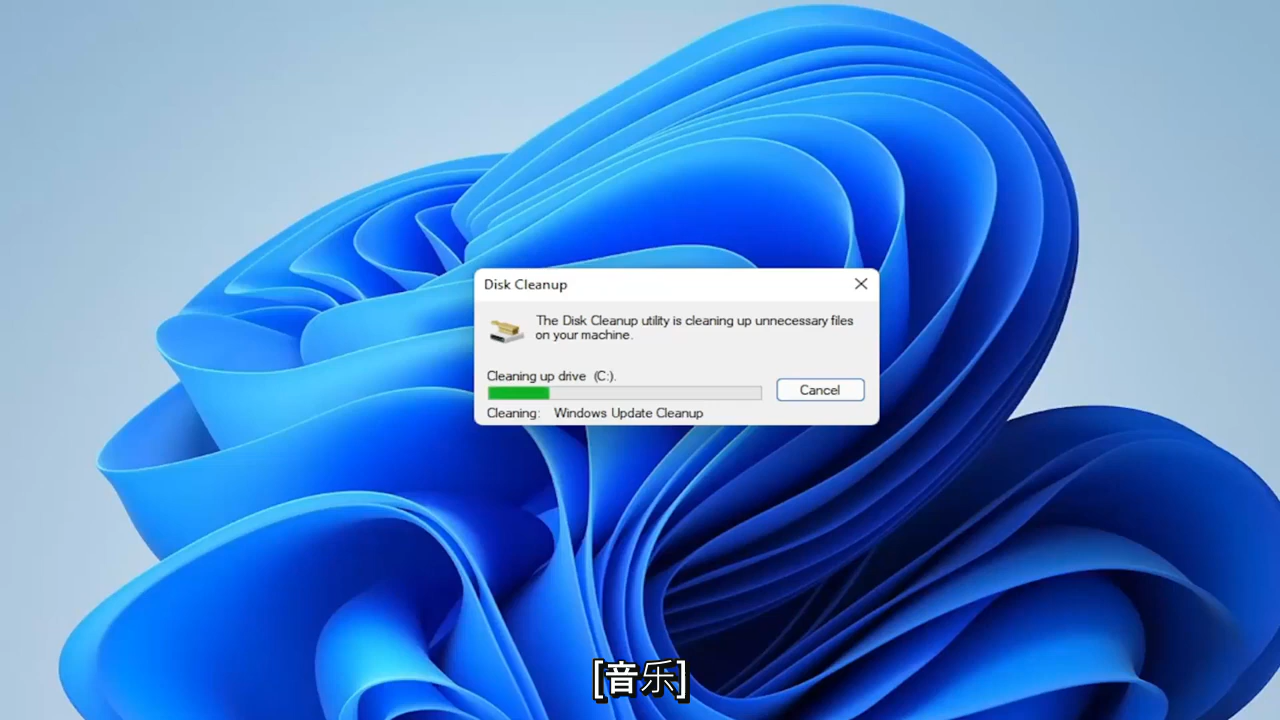 Disk Cleanup
The Disk Cleanup utility is cleaning up unnecessary files
on your machine.
Cleaning up drive (C:).
Cancel
Cleaning: Windows Update Cleanup
[音乐]